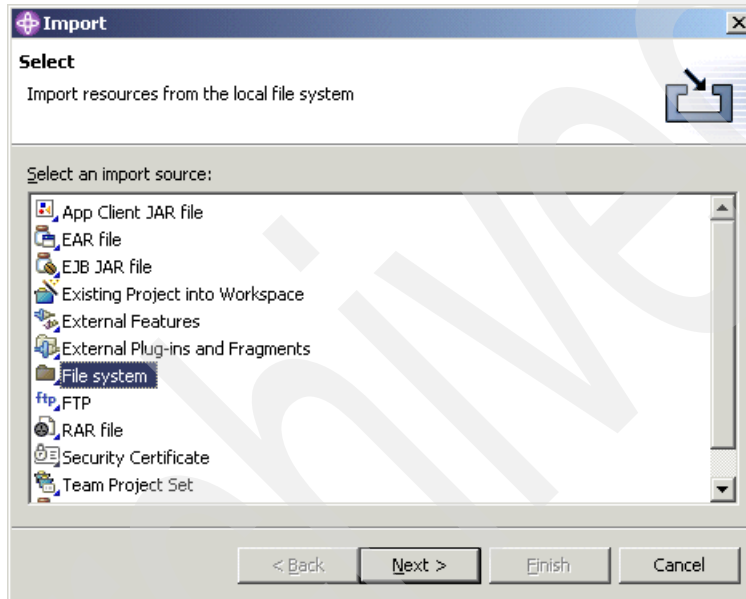 Import
Select
Import resources from the local file system
Select an import source:
App Client JAR file
EAR file
EJB JAR file
Existing Project into Workspace
External Features
External Plug-ins and Fragments
File system
ftp FTP
RAR file
Security Certificate
Team Project Set
< Back
Next >
Finish
Cancel